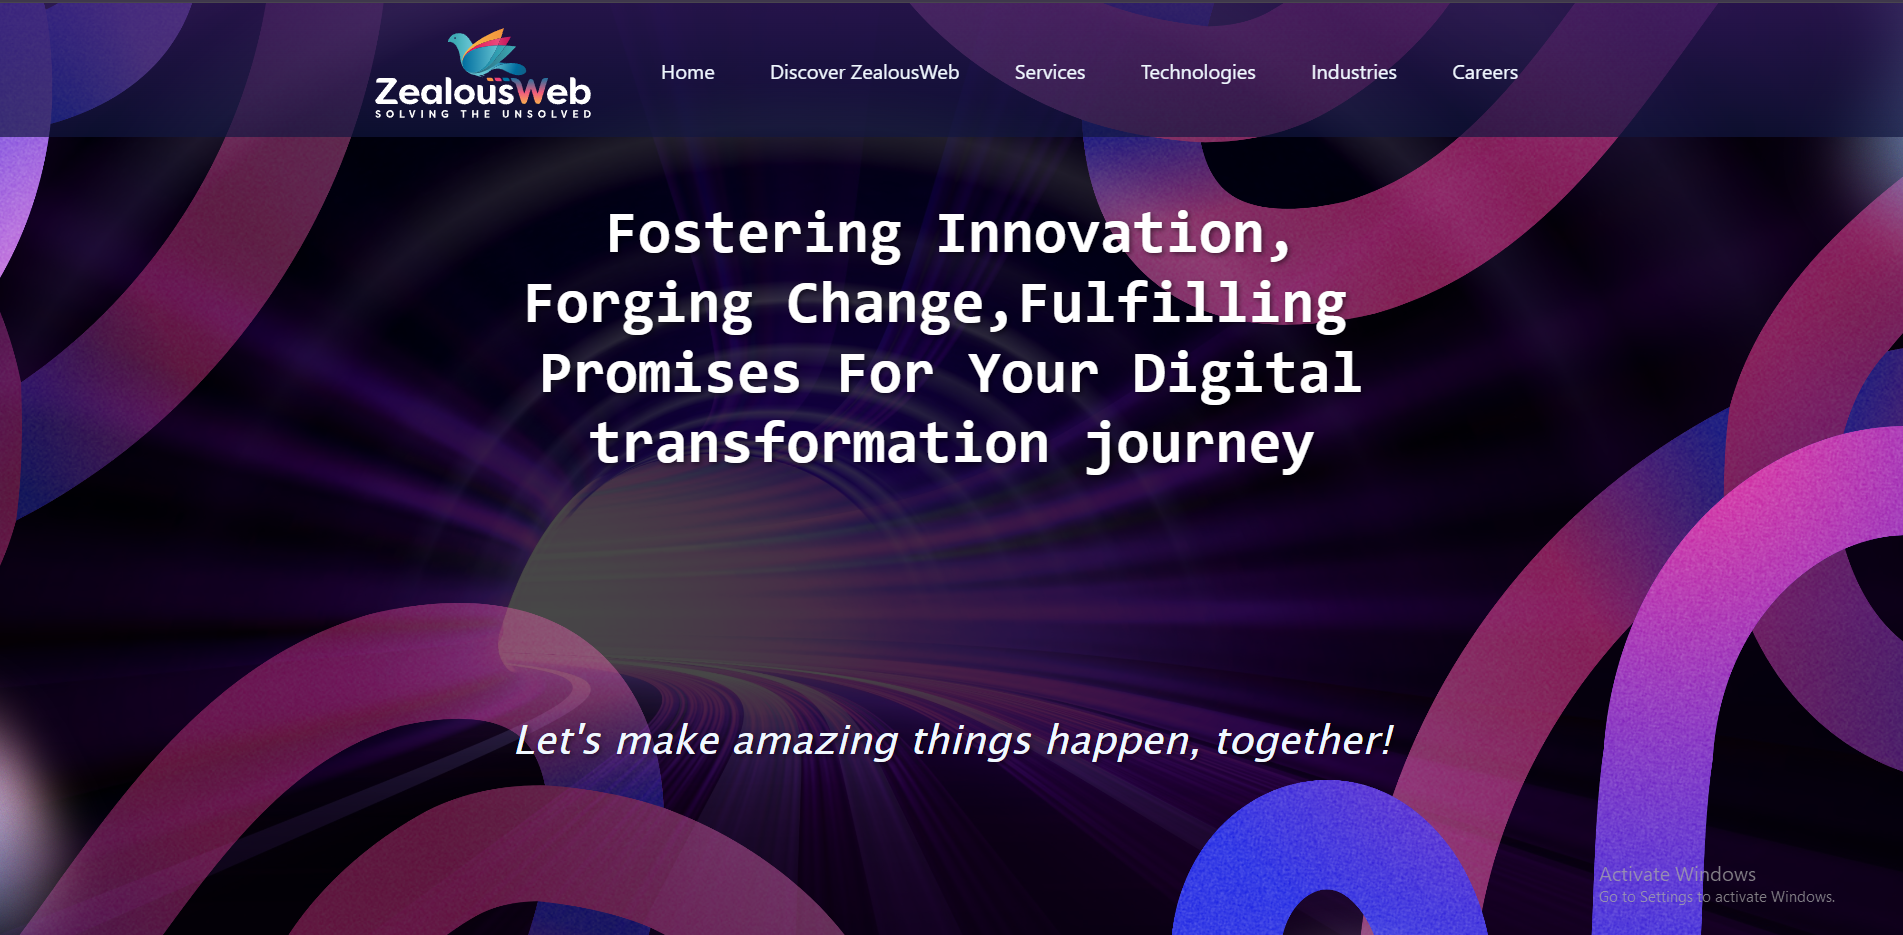 ZealousWeb
SOLVING THE UNSOLVED
Home
Discover ZealousWeb
Services
Technologies
Industries
Careers
Fostering Innovation,
Forging Change,Fulfilling
Promises For Your Digital
transformation journey
Let's make amazing things happen, together!
Activate Windows
Go to Settings to activate Windows.